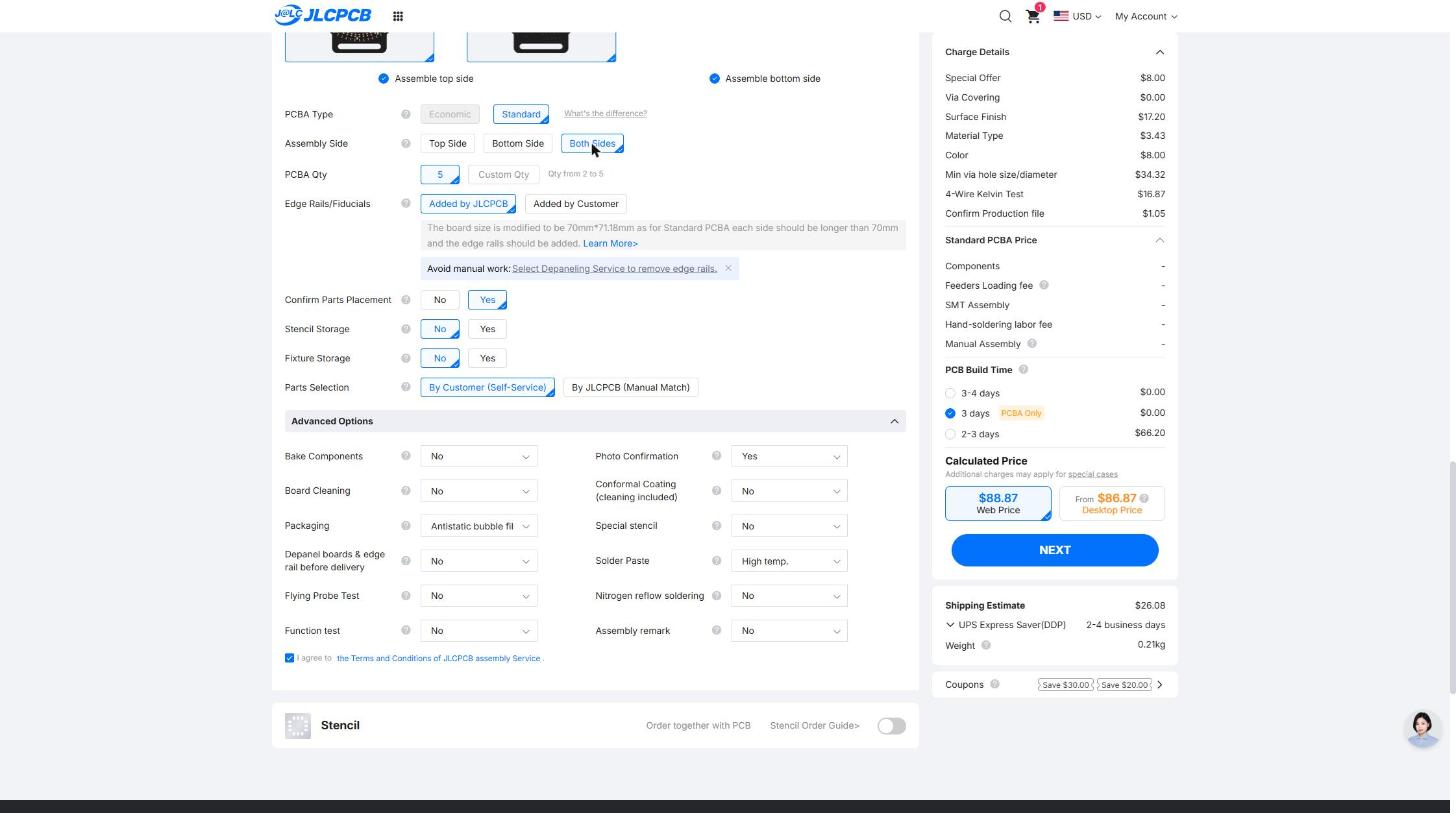 J@LC JLCPCB
1
USD
My Account
Assemble top side
Assemble bottom side
PCBA Type
Economic
Standard
What's the difference?
Assembly Side
Top Side
Bottom Side
Both Sides
PCBA Qty
5
Custom Qty
Qty from 2 to 5
Edge Rails/Fiducials
Added by JLCPCB
Added by Customer
The board size is modified to be 70mm*71.18mm as for Standard PCBA each side should be longer than 70mm
and the edge rails should be added. Learn More>
Avoid manual work: Select Depaneling Service to remove edge rails.
Confirm Parts Placement
No
Yes
Stencil Storage
No
Yes
Fixture Storage
No
Yes
Parts Selection
By Customer (Self-Service)
By JLCPCB (Manual Match)
Advanced Options
Bake Components
No
Photo Confirmation
Yes
Board Cleaning
No
Conformal Coating
(cleaning included)
No
Packaging
Antistatic bubble fil
Special stencil
No
Depanel boards & edge
rail before delivery
No
Solder Paste
High temp.
Flying Probe Test
No
Nitrogen reflow soldering
No
Function test
No
Assembly remark
No
I agree to the Terms and Conditions of JLCPCB assembly Service .
Stencil
Order together with PCB
Stencil Order Guide>
Charge Details
Special Offer $8.00
Via Covering $0.00
Surface Finish $17.20
Material Type $3.43
Color $8.00
Min via hole size/diameter $34.32
4-Wire Kelvin Test $16.87
Confirm Production file $1.05
Standard PCBA Price
Components -
Feeders Loading fee -
SMT Assembly -
Hand-soldering labor fee -
Manual Assembly -
PCB Build Time
3-4 days $0.00
3 days PCBA Only $0.00
2-3 days $66.20
Calculated Price
Additional charges may apply for special cases
$88.87
Web Price
From $86.87
Desktop Price
NEXT
Shipping Estimate $26.08
UPS Express Saver(DDP) 2-4 business days
Weight 0.21kg
Coupons Save $30.00 Save $20.00